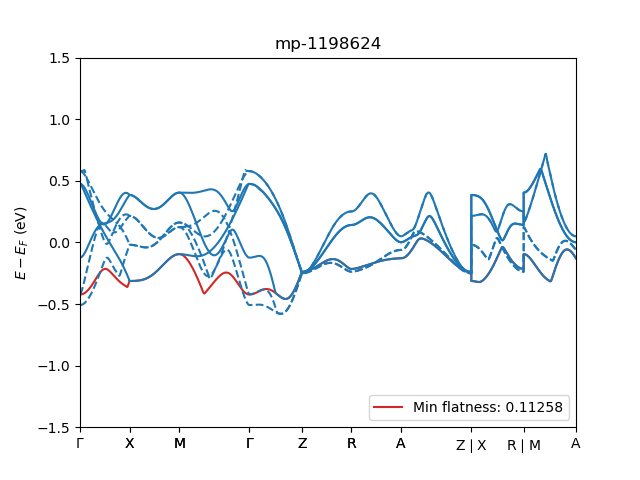 mp-1198624
E − E_F (eV)
1.5
1.0
0.5
0.0
−0.5
−1.0
−1.5
Min flatness: 0.11258
Γ X M Γ Z R A Z | X R | M A